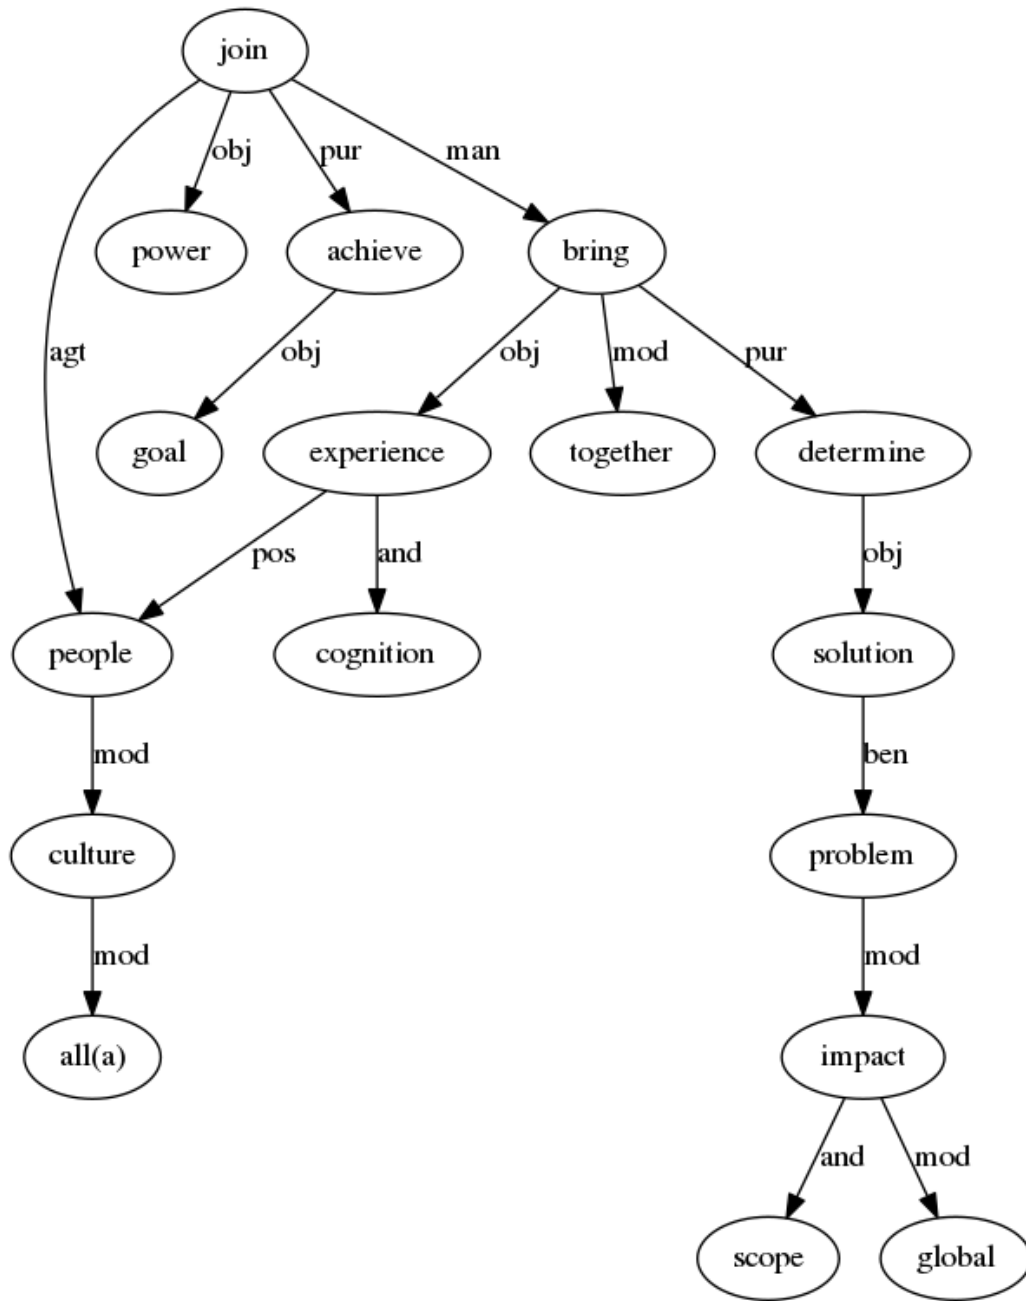 join
obj pur man
power achieve bring
agt obj obj mod pur
goal experience together determine
pos and obj
people cognition solution
mod ben
culture problem
mod mod
all(a) impact
and mod
scope global